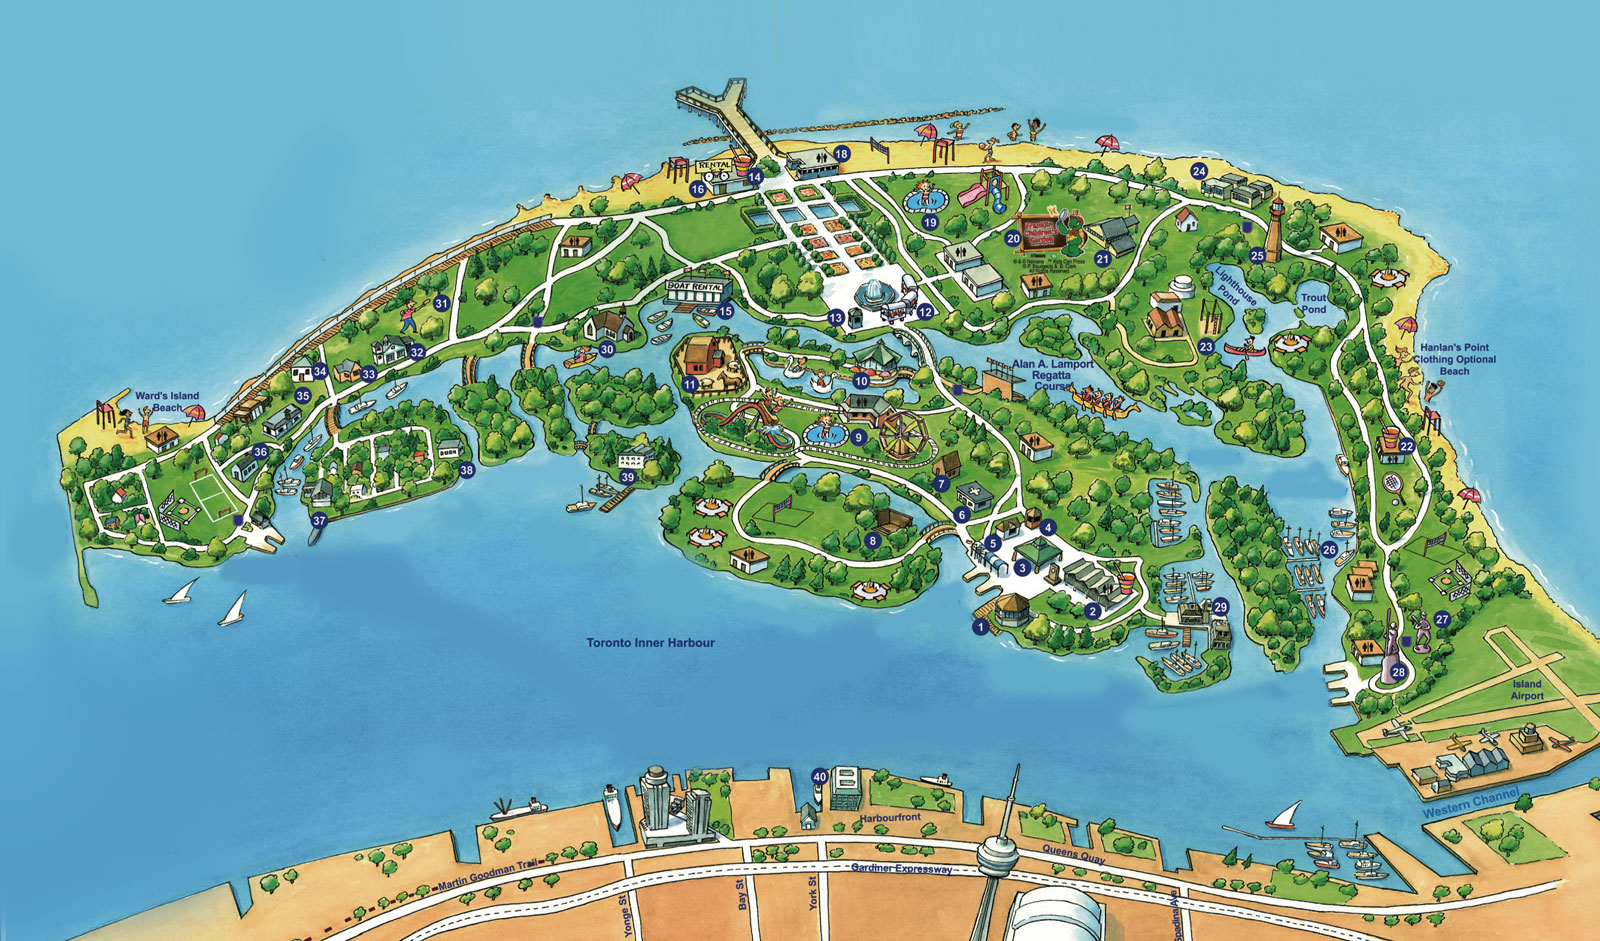 RENTAL
18
16
14
24
19
20
Franklin
Children's
Garden
21
25
Lighthouse
Pond
Trout
Pond
31
BOAT RENTAL
15
13
12
30
32
33
34
35
11
10
23
Alan A. Lamport
Regatta
Course
Hanlan's Point
Clothing Optional
Beach
Ward's Island
Beach
9
22
36
38
39
7
37
6
4
8
5
3
26
2
29
1
27
28
Toronto Inner Harbour
Island
Airport
40
Harbourfront
Western Channel
Martin Goodman Trail
Gardiner Expressway
Queens Quay
Yonge St
Bay St
York St
Spadina Ave